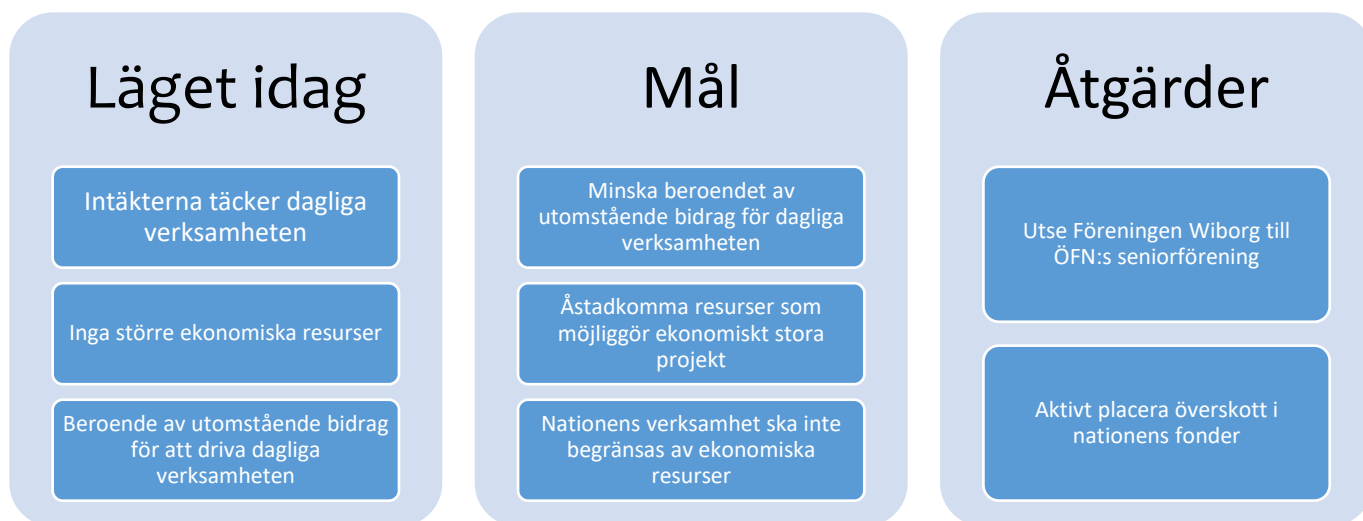 Läget idag
Intäkterna täcker dagliga
verksamheten
Inga större ekonomiska resurser
Beroende av utomstående bidrag
för att driva dagliga
verksamheten
Mål
Minska beroendet av
utomstående bidrag för dagliga
verksamheten
Åstadkomma resurser som
möjliggör ekonomiskt stora
projekt
Nationens verksamhet ska inte
begränsas av ekonomiska
resurser
Åtgärder
Utse Föreningen Wiborg till
ÖFN:s seniorförening
Aktivt placera överskott i
nationens fonder